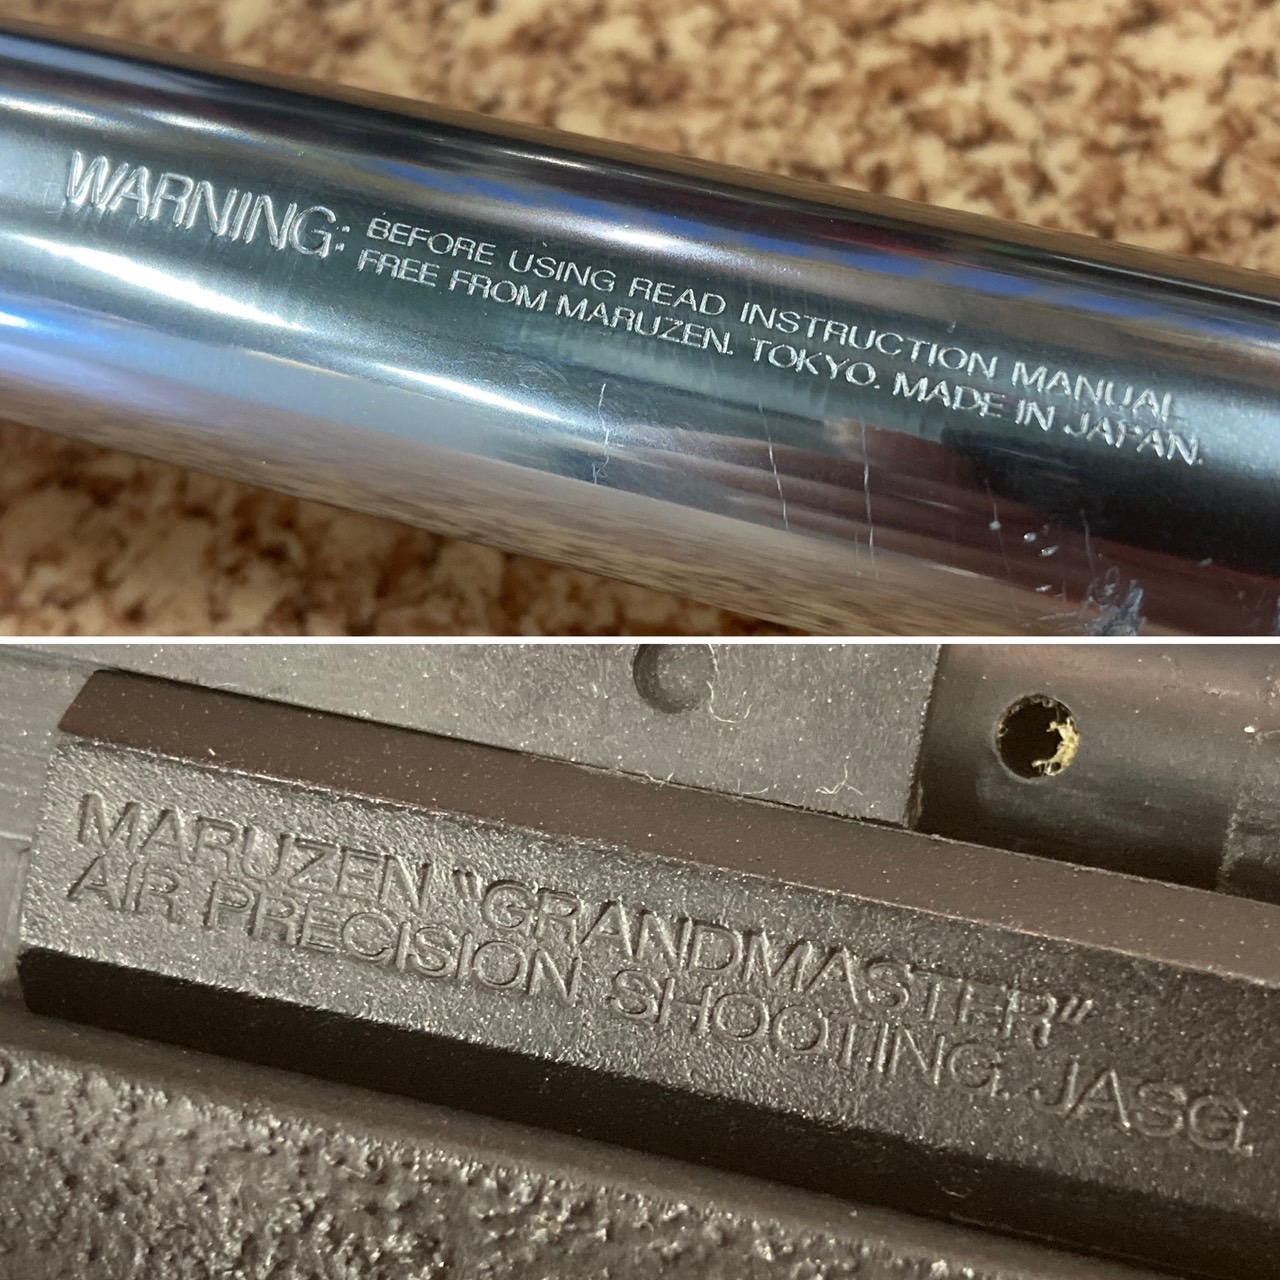 WARNING: BEFORE USING READ INSTRUCTION MANUAL
FREE FROM MARUZEN. TOKYO. MADE IN JAPAN.
MARUZEN "GRANDMASTER"
AIR PRECISION SHOOTING. JASG.